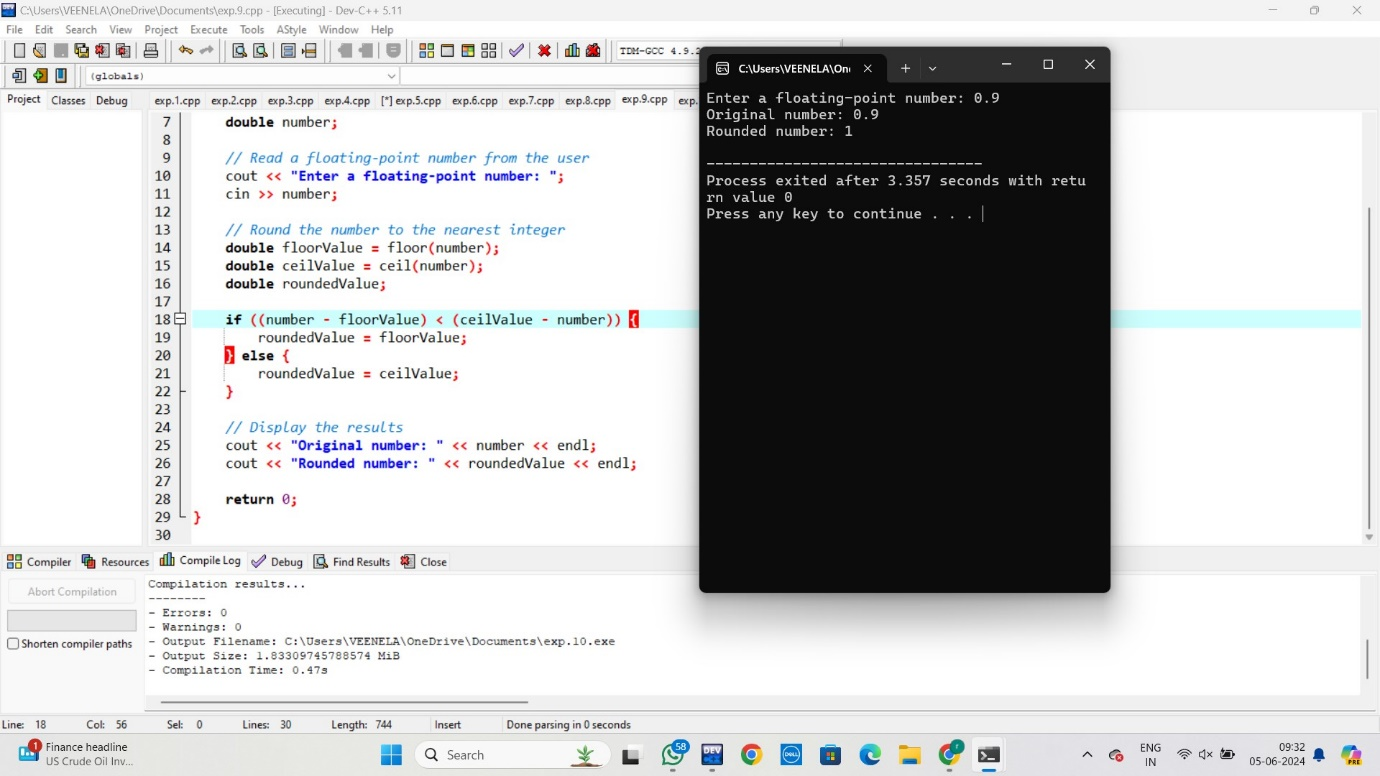 C:\Users\VEENELA\OneDrive\Documents\exp.9.cpp - [Executing] - Dev-C++ 5.11
File Edit Search View Project Execute Tools AStyle Window Help
TDM-GCC 4.9.2
(globals)
Project Classes Debug
exp.1.cpp exp.2.cpp exp.3.cpp exp.4.cpp [*] exp.5.cpp exp.6.cpp exp.7.cpp exp.8.cpp exp.9.cpp exp.
7 double number;
8
9 // Read a floating-point number from the user
10 cout << "Enter a floating-point number: ";
11 cin >> number;
12
13 // Round the number to the nearest integer
14 double floorValue = floor(number);
15 double ceilValue = ceil(number);
16 double roundedValue;
17
18 if ((number - floorValue) < (ceilValue - number)) {
19 roundedValue = floorValue;
20 } else {
21 roundedValue = ceilValue;
22 }
23
24 // Display the results
25 cout << "Original number: " << number << endl;
26 cout << "Rounded number: " << roundedValue << endl;
27
28 return 0;
29 }
30
C:\Users\VEENELA\On
Enter a floating-point number: 0.9
Original number: 0.9
Rounded number: 1
--------------------------------
Process exited after 3.357 seconds with retu
rn value 0
Press any key to continue . . .
Compiler Resources Compile Log Debug Find Results Close
Abort Compilation
Shorten compiler paths
Compilation results...
--------
- Errors: 0
- Warnings: 0
- Output Filename: C:\Users\VEENELA\OneDrive\Documents\exp.10.exe
- Output Size: 1.83309745788574 MiB
- Compilation Time: 0.47s
Line: 18 Col: 56 Sel: 0 Lines: 30 Length: 744 Insert Done parsing in 0 seconds
1
Finance headline
US Crude Oil Inv...
Search
DEV
58
DELL
ENG
IN
09:32
05-06-2024
PRE